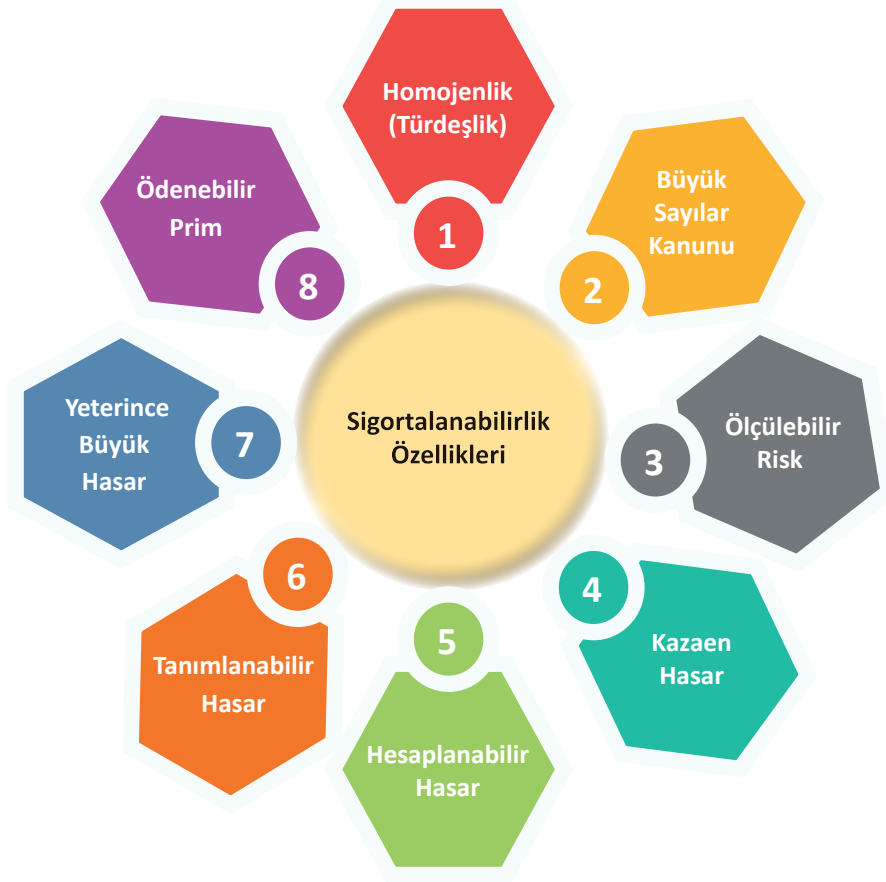 Sigortalanabilirlik
Özellikleri
Homojenlik
(Türdeşlik)
1
Büyük
Sayılar
Kanunu
2
Ölçülebilir
Risk
3
Kazaen
Hasar
4
Hesaplanabilir
Hasar
5
Tanımlanabilir
Hasar
6
Yeterince
Büyük
Hasar
7
Ödenebilir
Prim
8